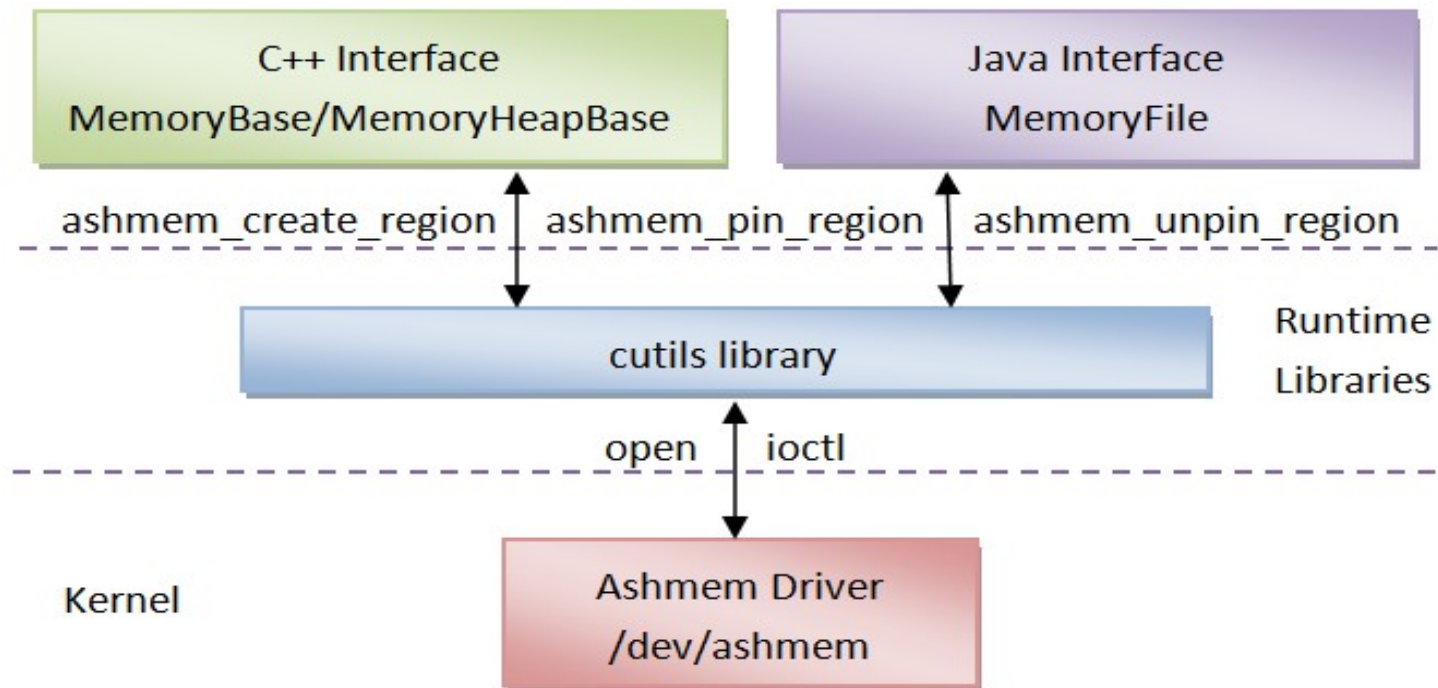 C++ Interface
MemoryBase/MemoryHeapBase
Java Interface
MemoryFile
ashmem_create_region
ashmem_pin_region
ashmem_unpin_region
cutils library
Runtime
Libraries
open
ioctl
Kernel
Ashmem Driver
/dev/ashmem